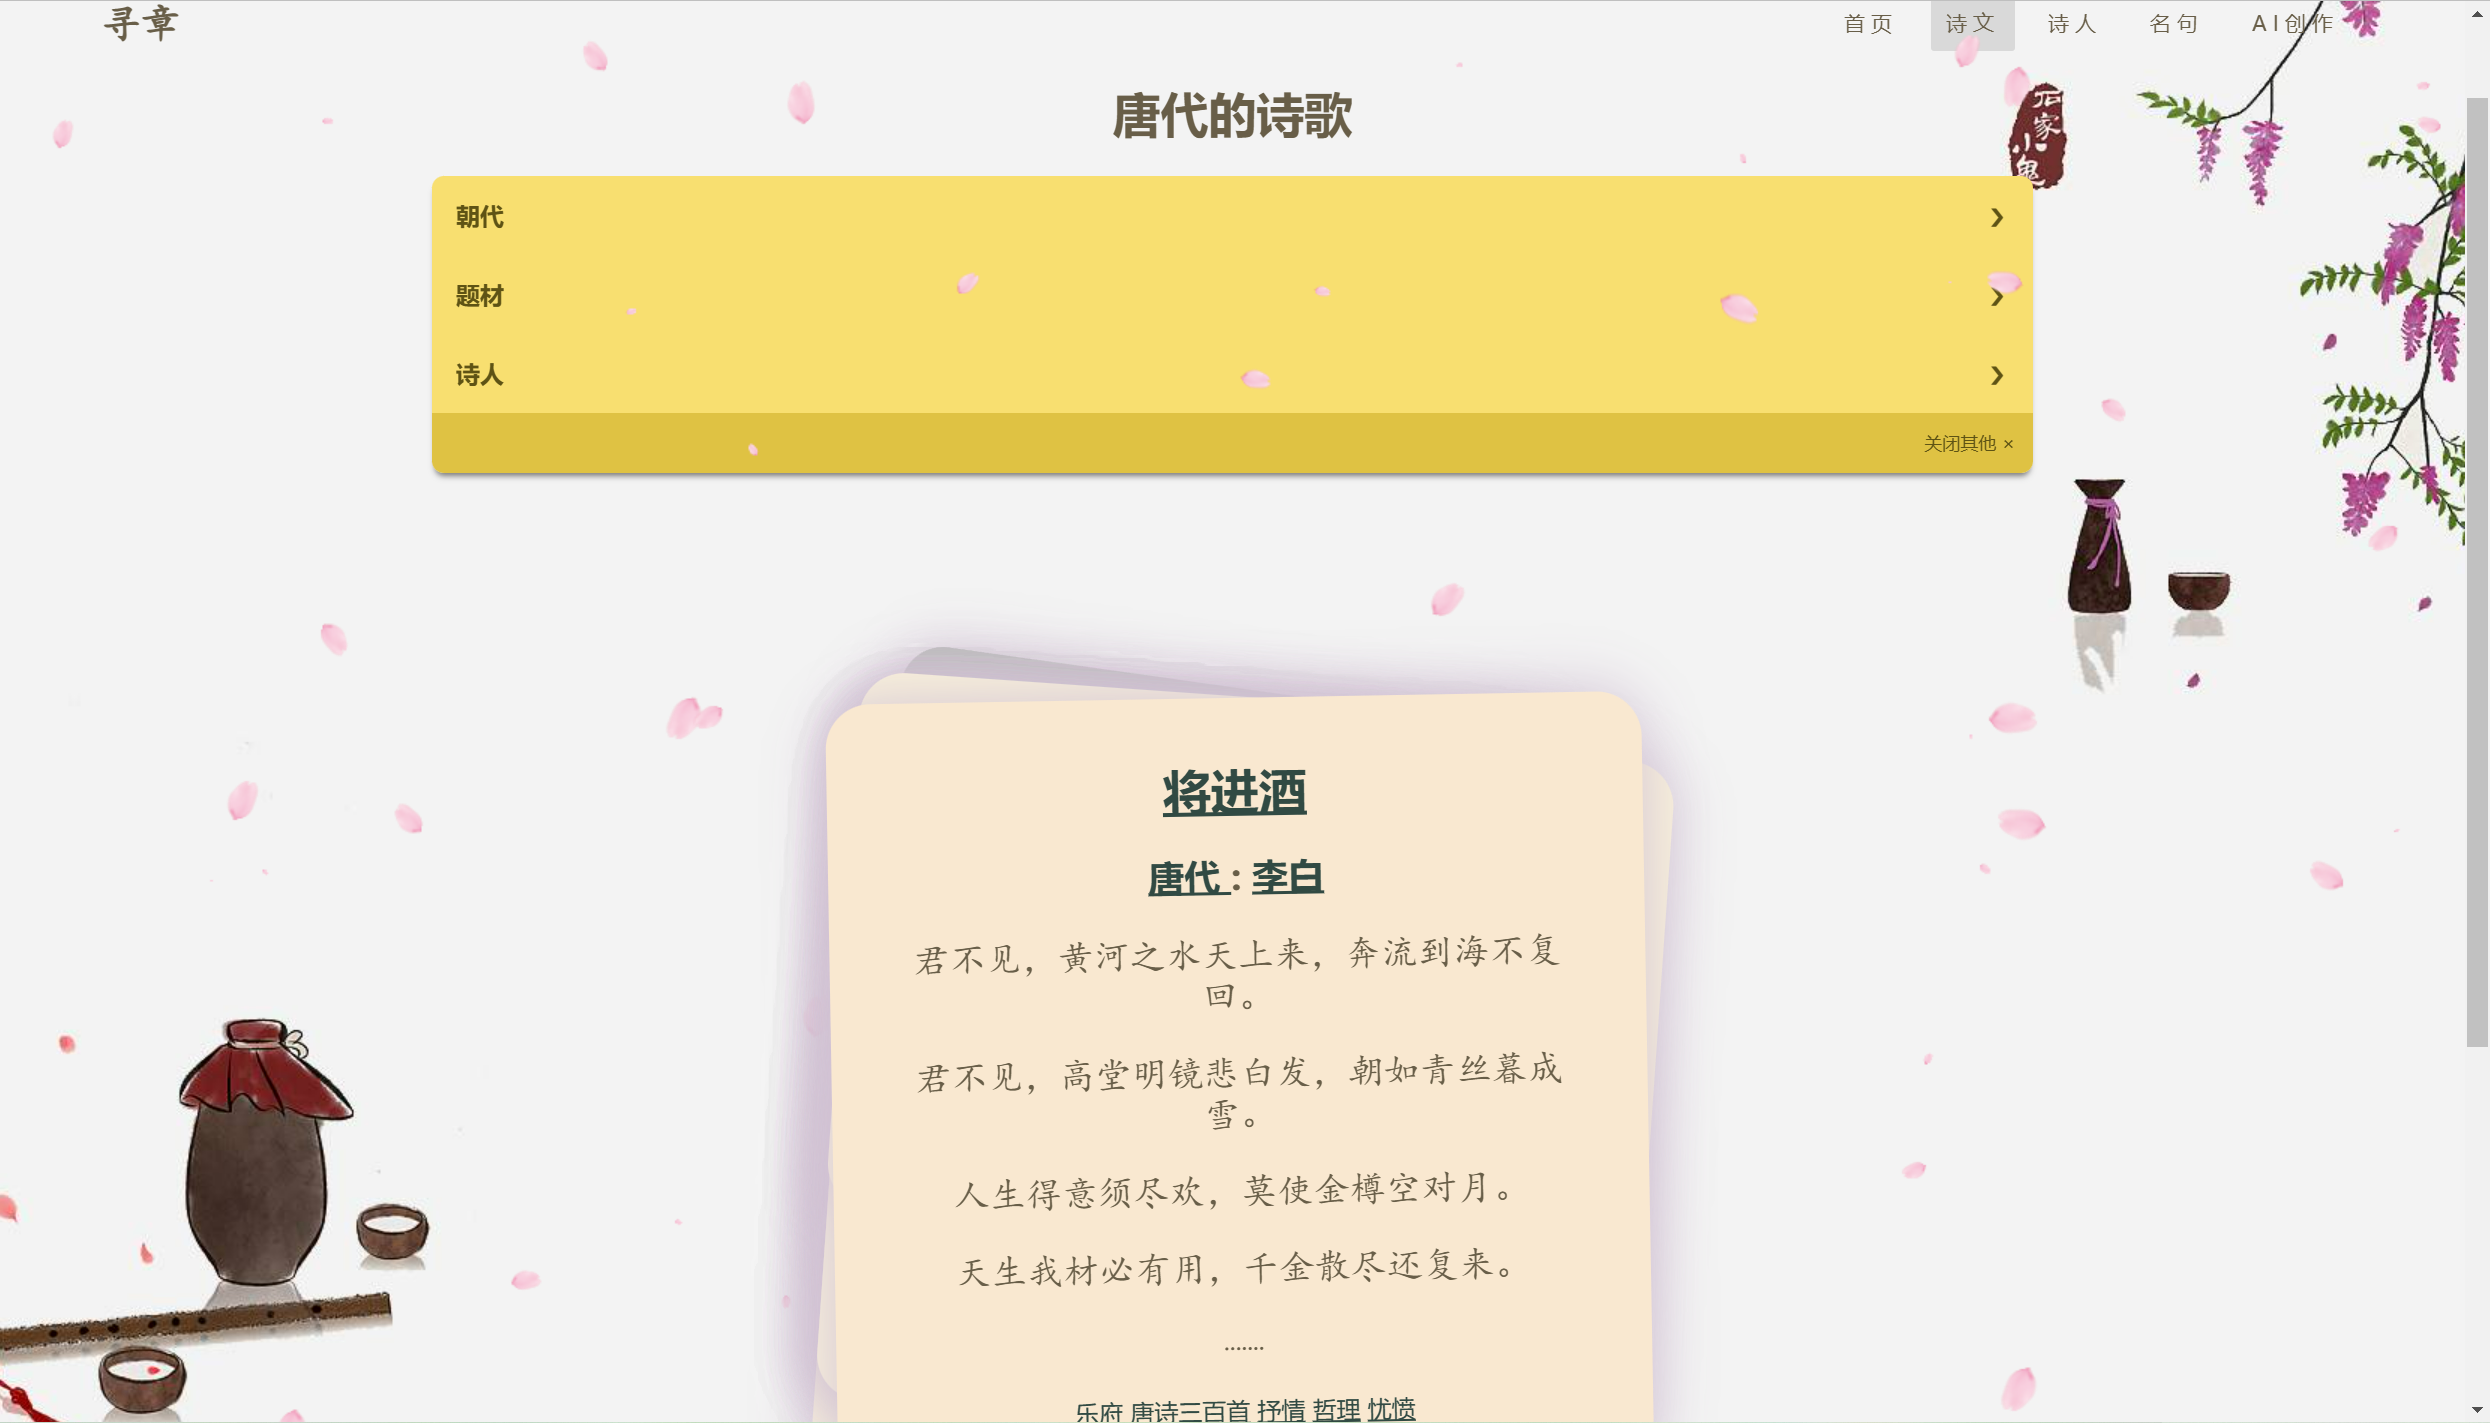 寻章
首页 诗文 诗人 名句 AI创作
唐代的诗歌
石家小鬼
朝代
题材
诗人
关闭其他 ×
将进酒
唐代 : 李白
君不见，黄河之水天上来，奔流到海不复
回。
君不见，高堂明镜悲白发，朝如青丝暮成
雪。
人生得意须尽欢，莫使金樽空对月。
天生我材必有用，千金散尽还复来。
.......
乐府 唐诗三百首 抒情 哲理 忧愤